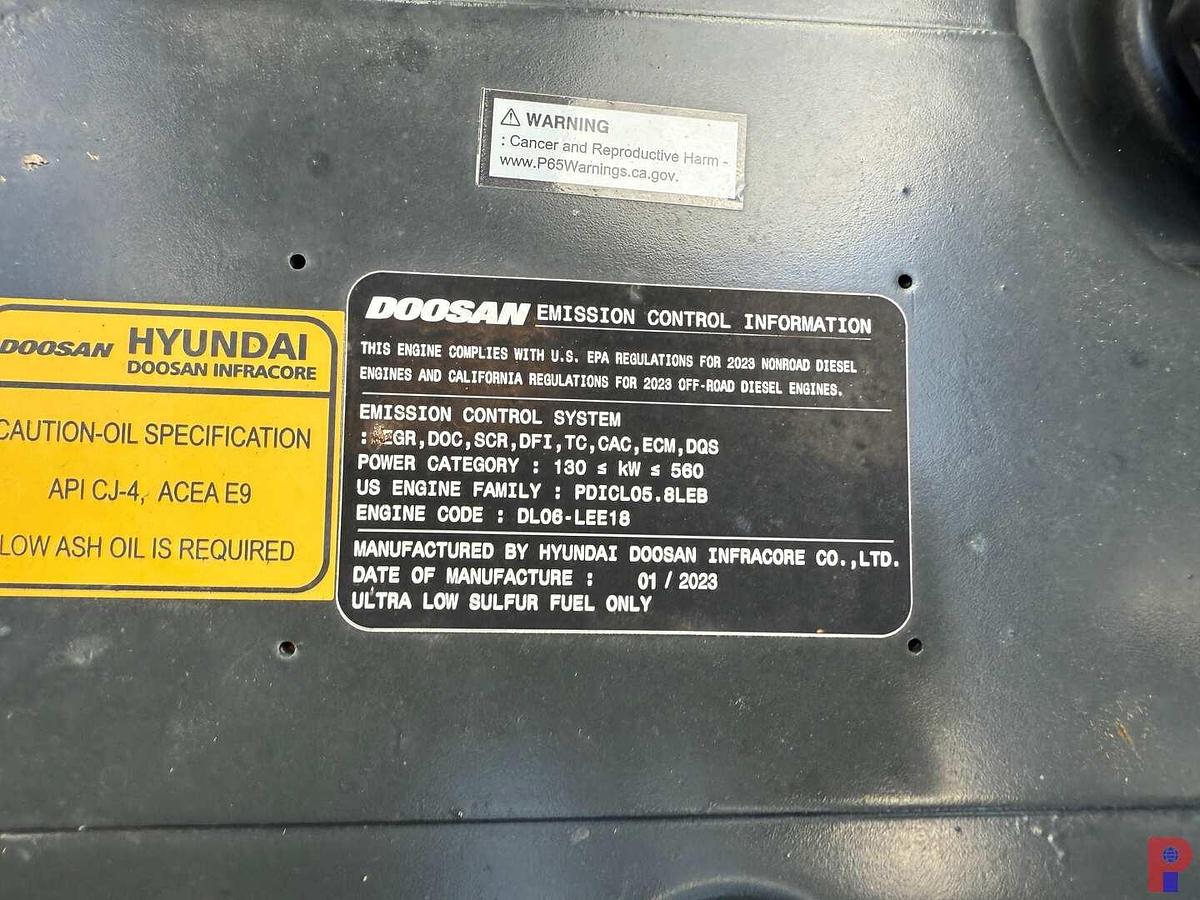 ⚠ WARNING
: Cancer and Reproductive Harm -
www.P65Warnings.ca.gov.
DOOSAN HYUNDAI
DOOSAN INFRACORE
CAUTION-OIL SPECIFICATION
API CJ-4, ACEA E9
LOW ASH OIL IS REQUIRED
DOOSAN EMISSION CONTROL INFORMATION
THIS ENGINE COMPLIES WITH U.S. EPA REGULATIONS FOR 2023 NONROAD DIESEL
ENGINES AND CALIFORNIA REGULATIONS FOR 2023 OFF-ROAD DIESEL ENGINES.
EMISSION CONTROL SYSTEM
: EGR,DOC,SCR,DFI,TC,CAC,ECM,DQS
POWER CATEGORY : 130 ≤ kW ≤ 560
US ENGINE FAMILY : PDICL05.8LEB
ENGINE CODE : DL06-LEE18
MANUFACTURED BY HYUNDAI DOOSAN INFRACORE CO.,LTD.
DATE OF MANUFACTURE : 01 / 2023
ULTRA LOW SULFUR FUEL ONLY
PI